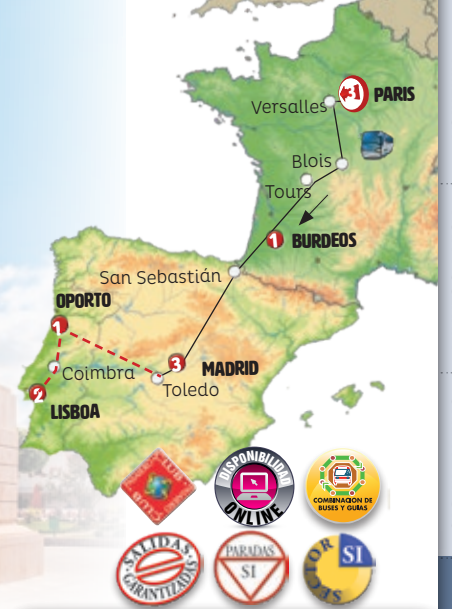 3 PARIS
Versalles
Blois
Tours
1 BURDEOS
San Sebastián
OPORTO
1
3 MADRID
Coimbra
Toledo
2
LISBOA
DISPONIBILIDAD
ONLINE
COMBINACION DE
BUSES Y GUÍAS
SALIDAS
GARANTIZADAS
PARADAS
SI
SECTOR
SI